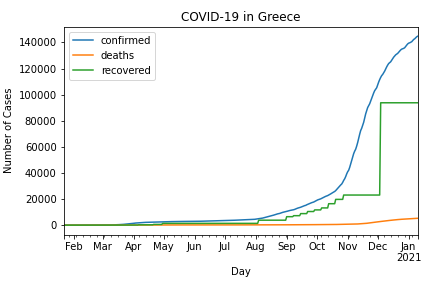 COVID-19 in Greece
confirmed
deaths
recovered
140000
120000
100000
80000
60000
40000
20000
0
Number of Cases
Feb Mar Apr May Jun Jul Aug Sep Oct Nov Dec Jan
2021
Day